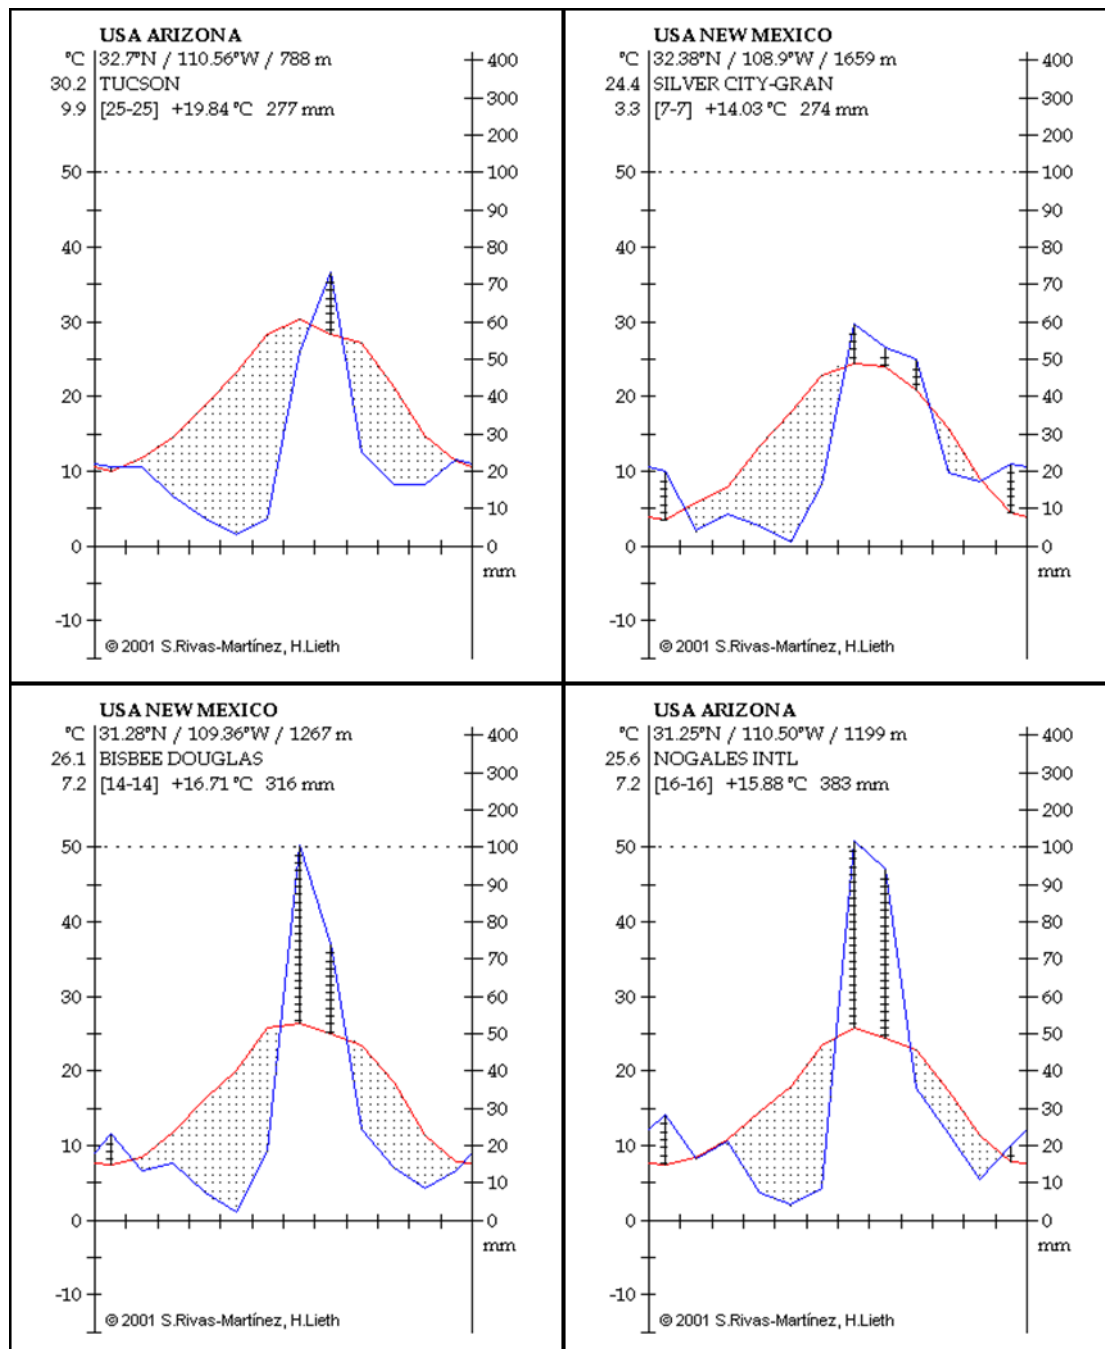 USA ARIZONA
°C 32.7°N / 110.56°W / 788 m 400
30.2 TUCSON 300
9.9 [25-25] +19.84 °C 277 mm 200
50 100
90
40 80
70
30 60
50
20 40
30
10 20
10
0 0
mm
-10
© 2001 S.Rivas-Martínez, H.Lieth
USA NEW MEXICO
°C 32.38°N / 108.9°W / 1659 m 400
24.4 SILVER CITY-GRAN 300
3.3 [7-7] +14.03 °C 274 mm 200
50 100
90
40 80
70
30 60
50
20 40
30
10 20
10
0 0
mm
-10
© 2001 S.Rivas-Martínez, H.Lieth
USA NEW MEXICO
°C 31.28°N / 109.36°W / 1267 m 400
26.1 BISBEE DOUGLAS 300
7.2 [14-14] +16.71 °C 316 mm 200
50 100
90
40 80
70
30 60
50
20 40
30
10 20
10
0 0
mm
-10
© 2001 S.Rivas-Martínez, H.Lieth
USA ARIZONA
°C 31.25°N / 110.50°W / 1199 m 400
25.6 NOGALES INTL 300
7.2 [16-16] +15.88 °C 383 mm 200
50 100
90
40 80
70
30 60
50
20 40
30
10 20
10
0 0
mm
-10
© 2001 S.Rivas-Martínez, H.Lieth